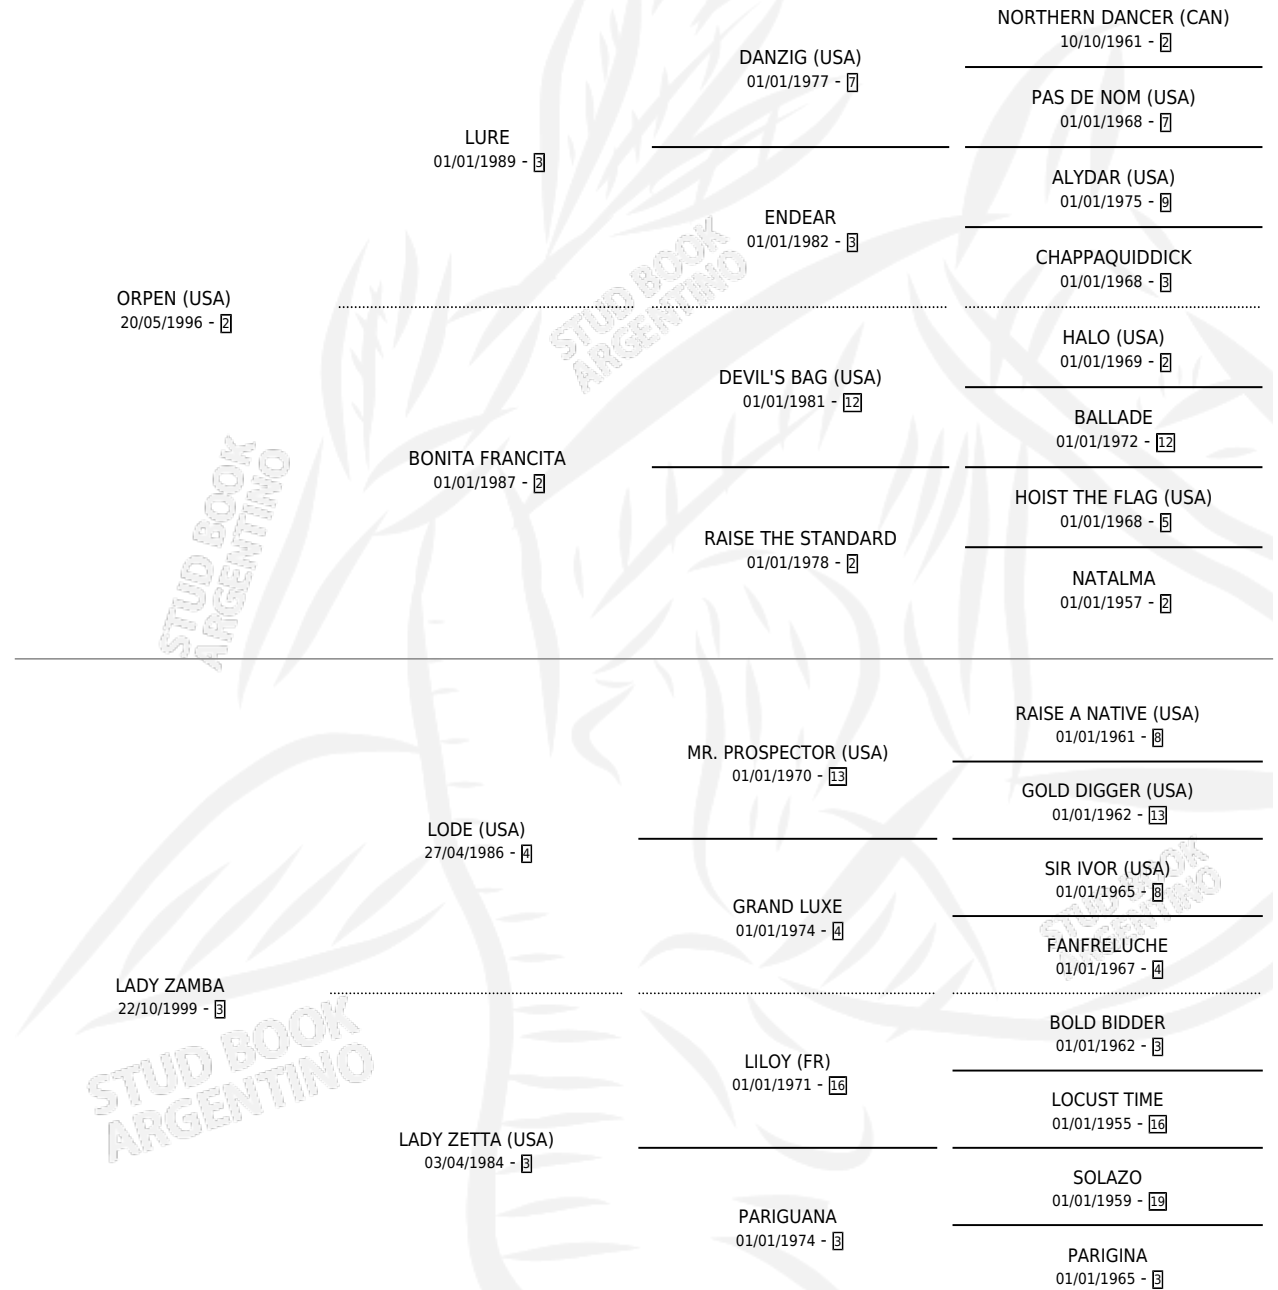 NORTHERN DANCER (CAN)
10/10/1961 - 2
DANZIG (USA)
01/01/1977 - 7
PAS DE NOM (USA)
01/01/1968 - 7
LURE
01/01/1989 - 3
ALYDAR (USA)
01/01/1975 - 9
ENDEAR
01/01/1982 - 3
CHAPPAQUIDDICK
01/01/1968 - 3
ORPEN (USA)
20/05/1996 - 2
STUD BOOK
ARGENTINO
HALO (USA)
01/01/1969 - 2
DEVIL'S BAG (USA)
01/01/1981 - 12
BALLADE
01/01/1972 - 12
BONITA FRANCITA
01/01/1987 - 2
HOIST THE FLAG (USA)
01/01/1968 - 5
RAISE THE STANDARD
01/01/1978 - 2
NATALMA
01/01/1957 - 2
STUD BOOK
ARGENTINO
RAISE A NATIVE (USA)
01/01/1961 - 8
MR. PROSPECTOR (USA)
01/01/1970 - 13
GOLD DIGGER (USA)
01/01/1962 - 13
LODE (USA)
27/04/1986 - 4
SIR IVOR (USA)
01/01/1965 - 8
GRAND LUXE
01/01/1974 - 4
FANFRELUCHE
01/01/1967 - 4
STUD BOOK
ARGENTINO
LADY ZAMBA
22/10/1999 - 3
BOLD BIDDER
01/01/1962 - 3
LILOY (FR)
01/01/1971 - 16
LOCUST TIME
01/01/1955 - 16
STUD BOOK
ARGENTINO
LADY ZETTA (USA)
03/04/1984 - 3
SOLAZO
01/01/1959 - 19
PARIGUANA
01/01/1974 - 3
PARIGINA
01/01/1965 - 3